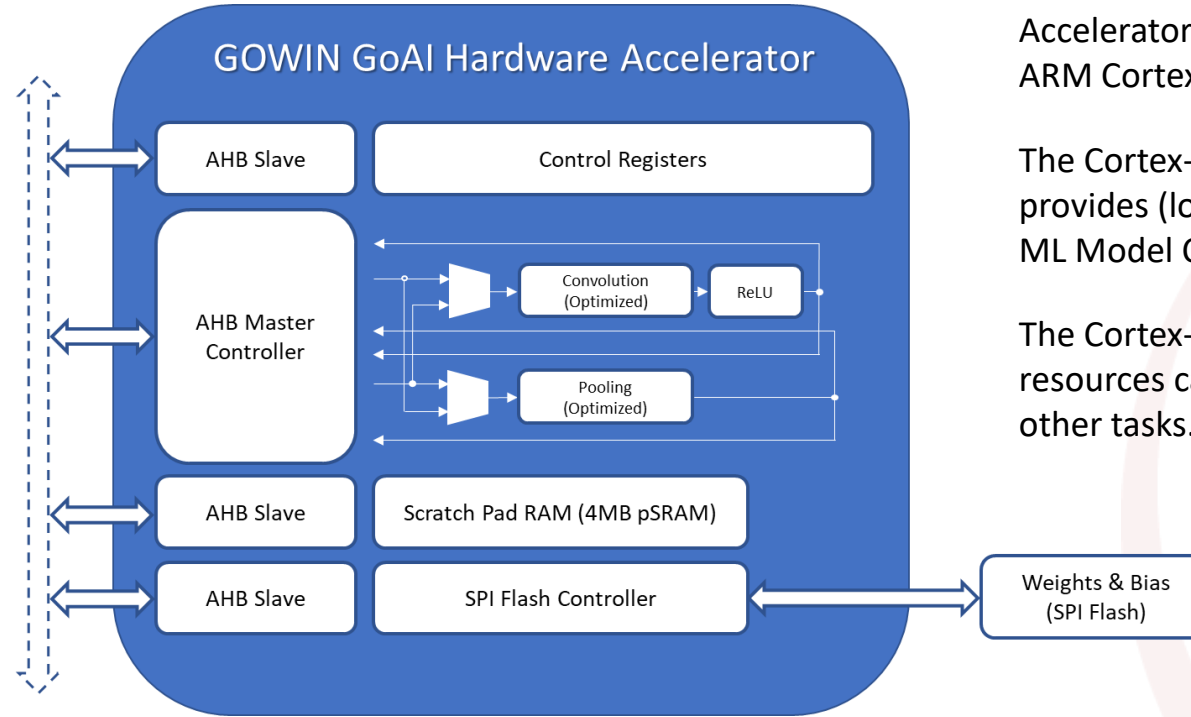 GOWIN GoAI Hardware Accelerator
AHB Slave
Control Registers
AHB Master
Controller
Convolution
(Optimized)
ReLU
Pooling
(Optimized)
AHB Slave
Scratch Pad RAM (4MB pSRAM)
AHB Slave
SPI Flash Controller
Weights & Bias
(SPI Flash)
Accelerator
ARM Cortex
The Cortex-
provides (lo
ML Model
The Cortex-
resources ca
other tasks.